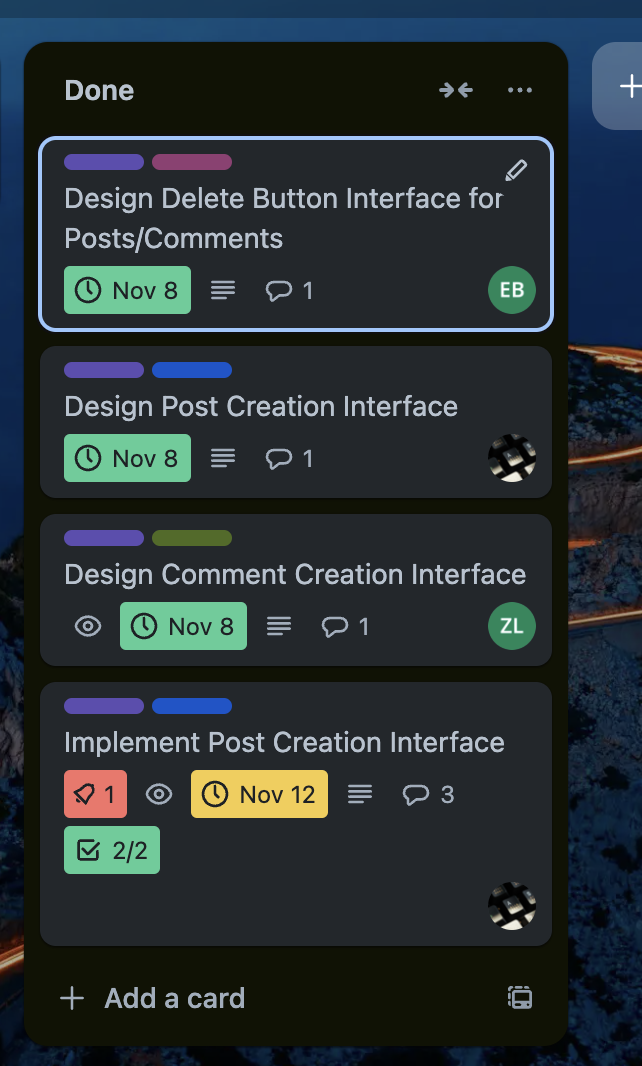 Done
Design Delete Button Interface for
Posts/Comments
Nov 8 1 EB
Design Post Creation Interface
Nov 8 1
Design Comment Creation Interface
Nov 8 1 ZL
Implement Post Creation Interface
1 Nov 12 3
2/2
Add a card